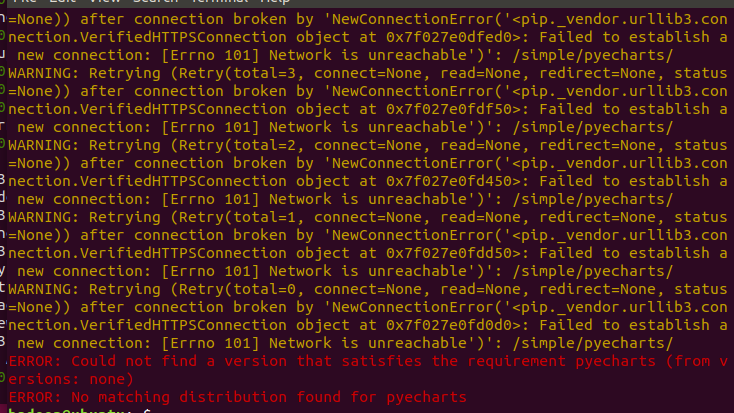 File Edit View Search Terminal Help
=None)) after connection broken by 'NewConnectionError('<pip._vendor.urllib3.con
nection.VerifiedHTTPSConnection object at 0x7f027e0dfed0>: Failed to establish a
 new connection: [Errno 101] Network is unreachable')': /simple/pyecharts/
WARNING: Retrying (Retry(total=3, connect=None, read=None, redirect=None, status
=None)) after connection broken by 'NewConnectionError('<pip._vendor.urllib3.con
nection.VerifiedHTTPSConnection object at 0x7f027e0fdf50>: Failed to establish a
 new connection: [Errno 101] Network is unreachable')': /simple/pyecharts/
WARNING: Retrying (Retry(total=2, connect=None, read=None, redirect=None, status
=None)) after connection broken by 'NewConnectionError('<pip._vendor.urllib3.con
nection.VerifiedHTTPSConnection object at 0x7f027e0fd450>: Failed to establish a
 new connection: [Errno 101] Network is unreachable')': /simple/pyecharts/
WARNING: Retrying (Retry(total=1, connect=None, read=None, redirect=None, status
=None)) after connection broken by 'NewConnectionError('<pip._vendor.urllib3.con
nection.VerifiedHTTPSConnection object at 0x7f027e0fdd50>: Failed to establish a
 new connection: [Errno 101] Network is unreachable')': /simple/pyecharts/
WARNING: Retrying (Retry(total=0, connect=None, read=None, redirect=None, status
=None)) after connection broken by 'NewConnectionError('<pip._vendor.urllib3.con
nection.VerifiedHTTPSConnection object at 0x7f027e0fd0d0>: Failed to establish a
 new connection: [Errno 101] Network is unreachable')': /simple/pyecharts/
ERROR: Could not find a version that satisfies the requirement pyecharts (from v
ersions: none)
ERROR: No matching distribution found for pyecharts